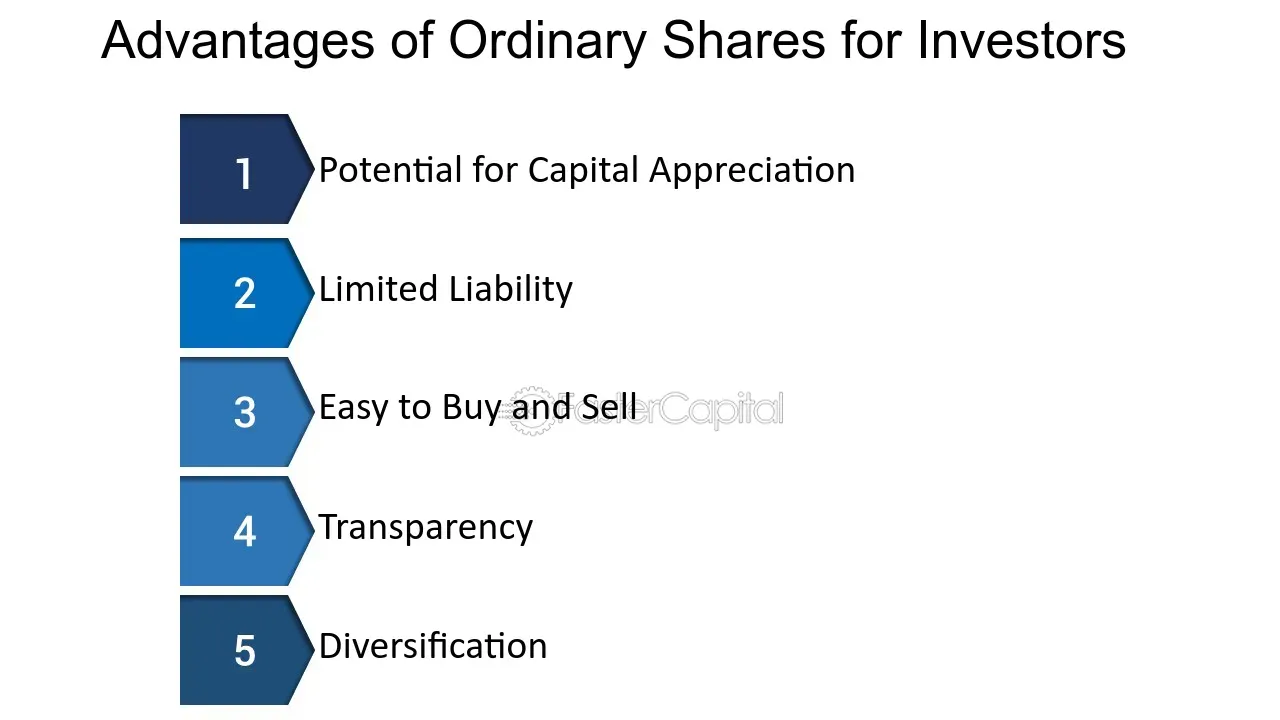 Advantages of Ordinary Shares for Investors
1 Potential for Capital Appreciation
2 Limited Liability
3 Easy to Buy and Sell
FasterCapital
4 Transparency
5 Diversification